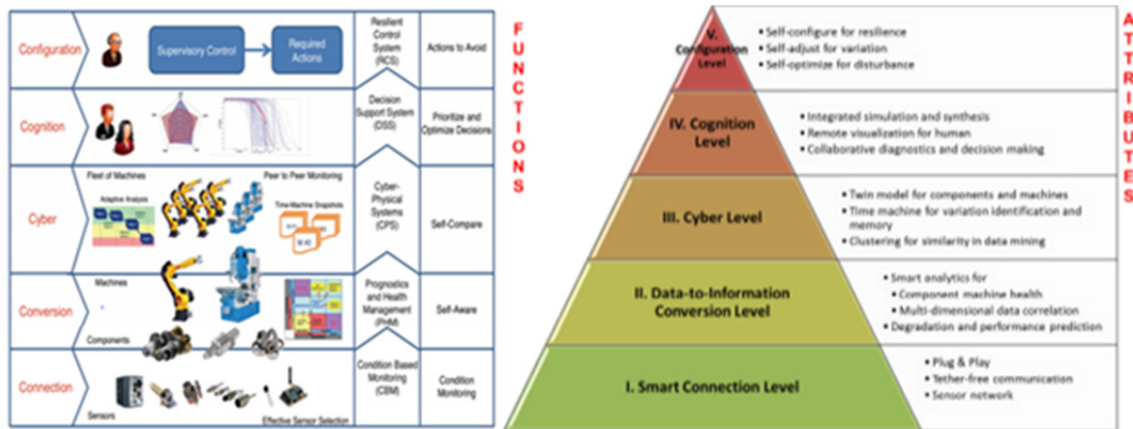 Configuration
Supervisory Control
Required
Actions
Resilient
Control
System
(RCS)
Actions to Avoid
Cognition
Decision
Support System
(DSS)
Prioritize and
Optimize Decisions
Cyber
Fleet of Machines
Peer to Peer Monitoring
Adaptive Analysis
Time-Machine Snapshots
Cyber-
Physical
Systems
(CPS)
Self-Compare
Conversion
Machines
Components
Prognostics
and Health
Management
(PHM)
Self-Aware
Connection
Sensors
Effective Sensor Selection
Condition Based
Monitoring
(CBM)
Condition
Monitoring
FUNCTIONS
V.
Configuration
Level
▪ Self-configure for resilience
▪ Self-adjust for variation
▪ Self-optimize for disturbance
IV. Cognition
Level
▪ Integrated simulation and synthesis
▪ Remote visualization for human
▪ Collaborative diagnostics and decision making
III. Cyber Level
▪ Twin model for components and machines
▪ Time machine for variation identification and
memory
▪ Clustering for similarity in data mining
II. Data-to-Information
Conversion Level
▪ Smart analytics for
▪ Component machine health
▪ Multi-dimensional data correlation
▪ Degradation and performance prediction
I. Smart Connection Level
▪ Plug & Play
▪ Tether-free communication
▪ Sensor network
ATTRIBUTES